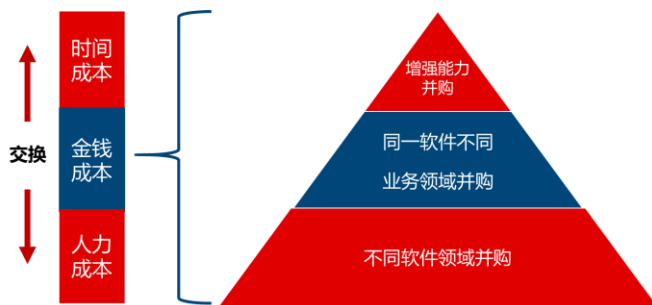 时间
成本
交换
金钱
成本
人力
成本
增强能力
并购
同一软件不同
业务领域并购
不同软件领域并购